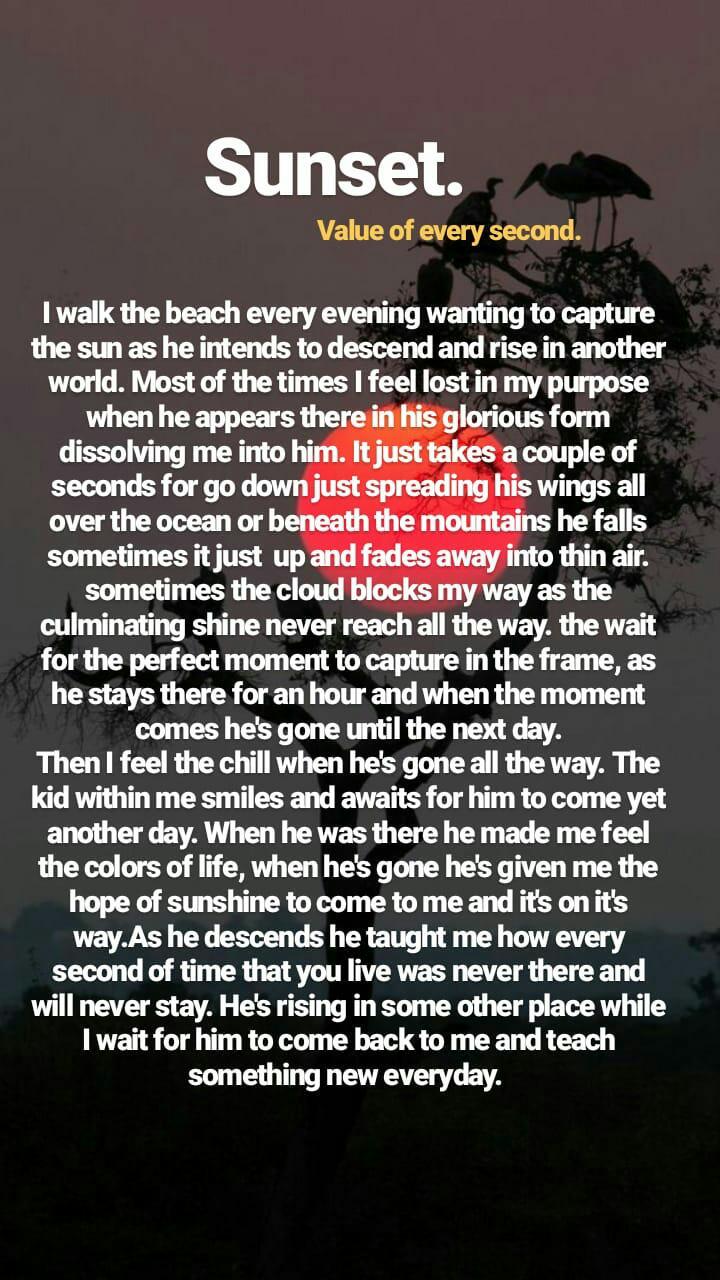 Sunset.
Value of every second.
I walk the beach every evening wanting to capture
the sun as he intends to descend and rise in another
world. Most of the times I feel lost in my purpose
when he appears there in his glorious form
dissolving me into him. It just takes a couple of
seconds for go down just spreading his wings all
over the ocean or beneath the mountains he falls
sometimes it just  up and fades away into thin air.
sometimes the cloud blocks my way as the
culminating shine never reach all the way. the wait
for the perfect moment to capture in the frame, as
he stays there for an hour and when the moment
comes he's gone until the next day.
Then I feel the chill when he's gone all the way. The
kid within me smiles and awaits for him to come yet
another day. When he was there he made me feel
the colors of life, when he's gone he's given me the
hope of sunshine to come to me and it's on it's
way.As he descends he taught me how every
second of time that you live was never there and
will never stay. He's rising in some other place while
I wait for him to come back to me and teach
something new everyday.